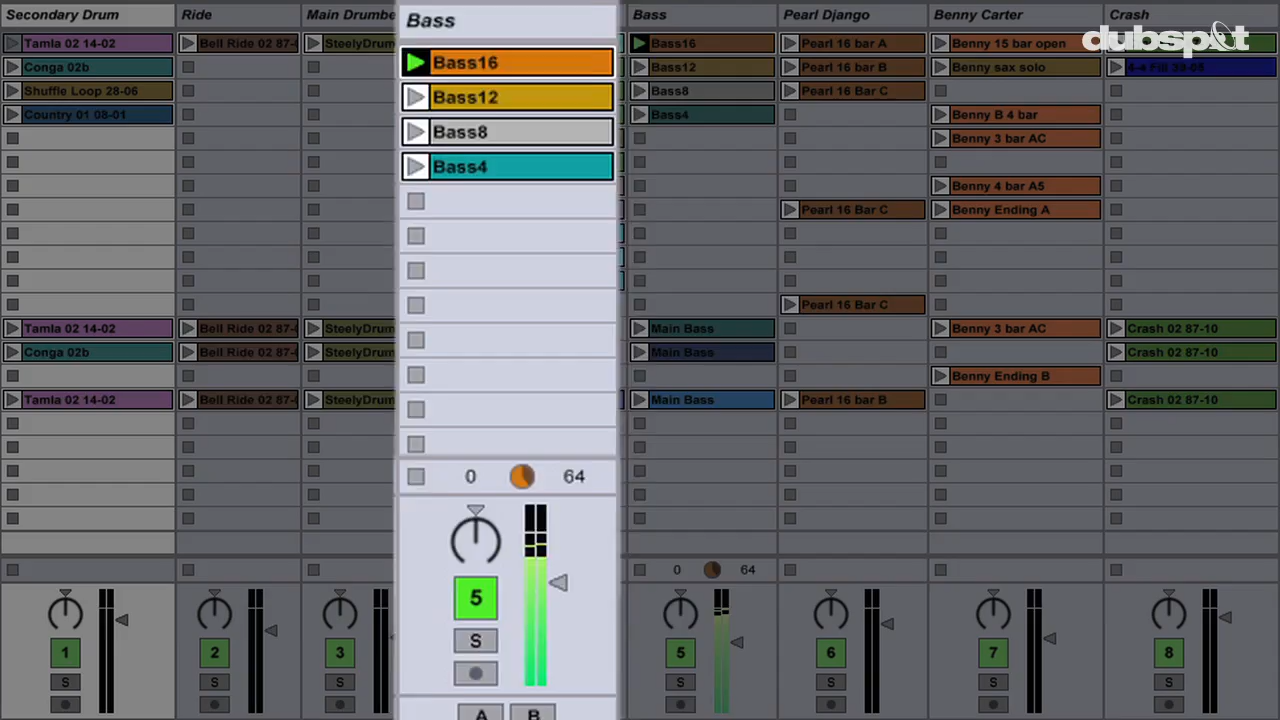 Secondary Drum Ride Main Drumbe Bass Bass Pearl Django Benny Carter Crash
dubspot
Tamla 02 14-02 Bell Ride 02 87- SteelyDrum Bass16 Bass16 Pearl 16 bar A Benny 15 bar open
Conga 02b Bass12 Bass12 Pearl 16 bar B Benny sax solo 4-4 Fill 33-05
Shuffle Loop 28-06 Bass8 Bass8 Pearl 16 Bar C
Country 01 08-01 Bass4 Bass4 Benny B 4 bar
Benny 3 bar AC
Benny 4 bar A5
Pearl 16 Bar C Benny Ending A
Pearl 16 Bar C
Tamla 02 14-02 Bell Ride 02 87- SteelyDrum Main Bass Benny 3 bar AC Crash 02 87-10
Conga 02b Bell Ride 02 87- SteelyDrum Main Bass Crash 02 87-10
Benny Ending B
Tamla 02 14-02 Bell Ride 02 87- SteelyDrum Main Bass Pearl 16 bar B Crash 02 87-10
0 64
0 64
5
1 2 3 5 6 7 8
S
S S S S S S S
A B